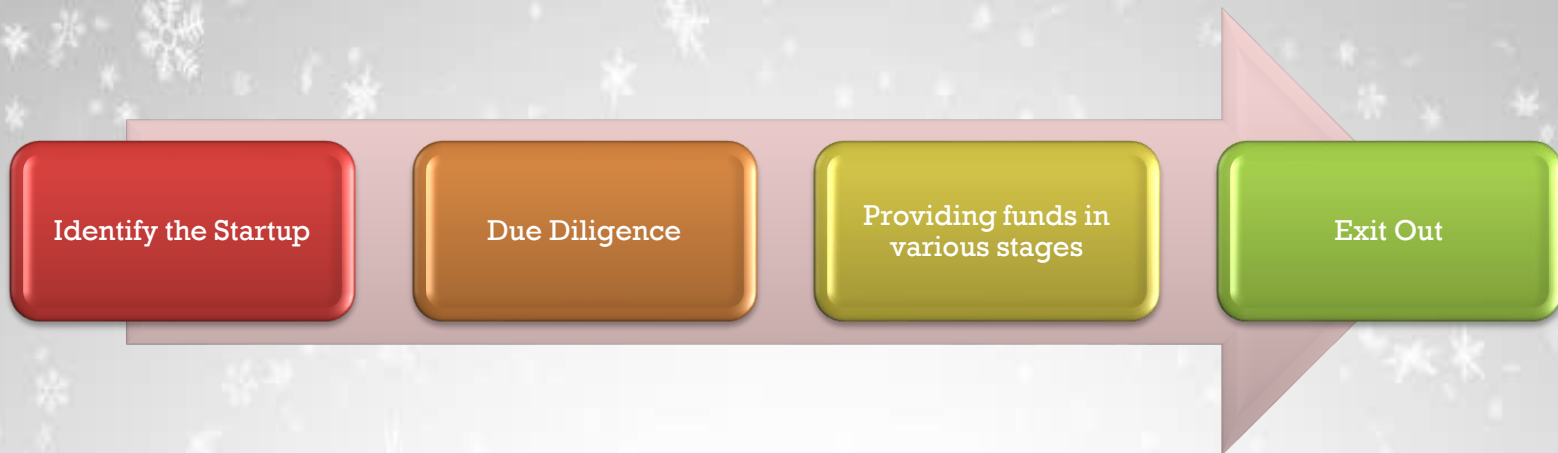 Identify the Startup
Due Diligence
Providing funds in
various stages
Exit Out